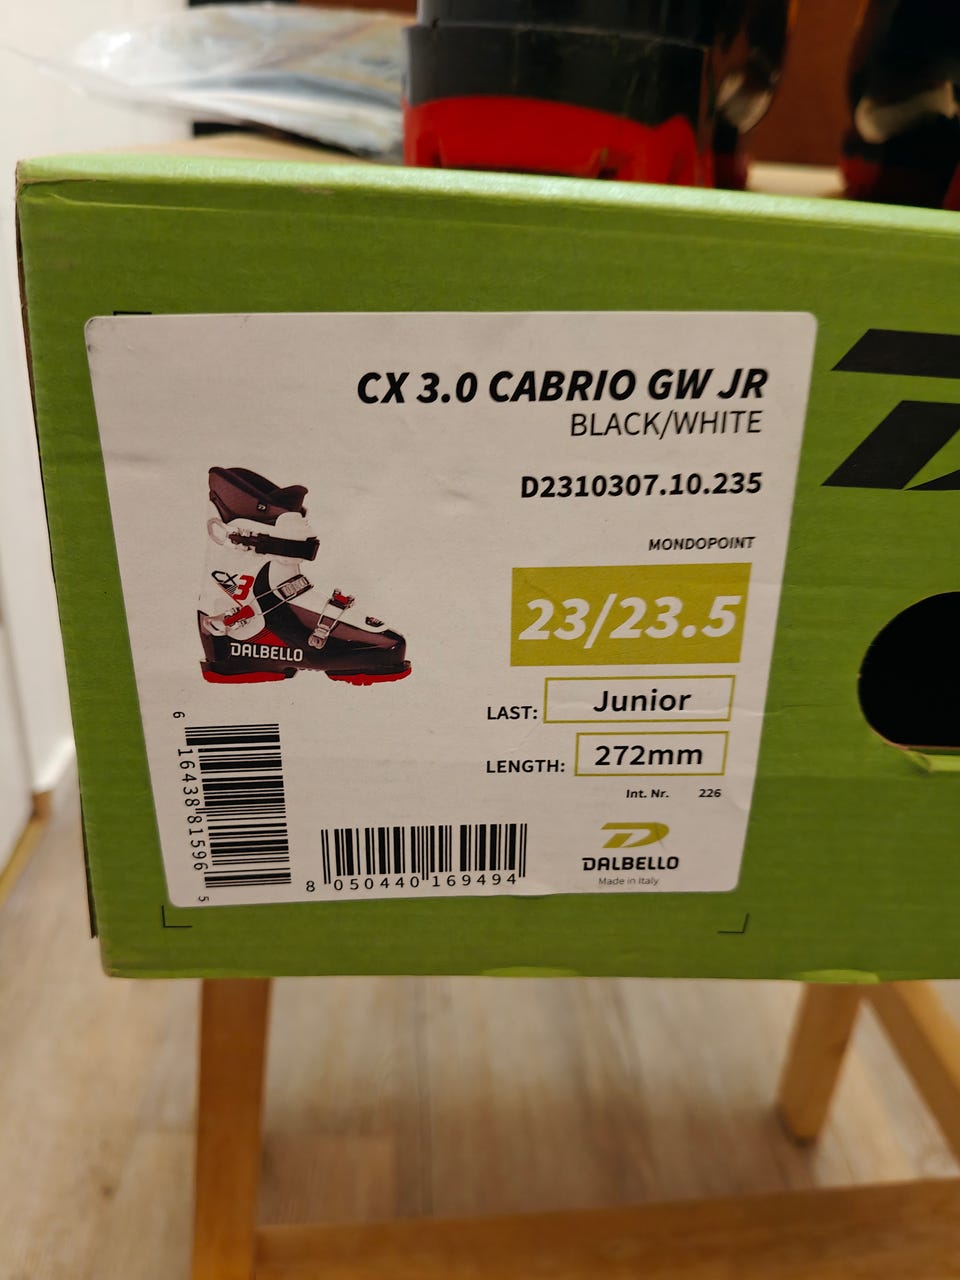 CX 3.0 CABRIO GW JR
BLACK/WHITE
D2310307.10.235
MONDOPOINT
23/23.5
LAST: Junior
LENGTH: 272mm
Int. Nr. 226
CX3
DALBELLO
6 16438 81596 5
8 050440 169494
DALBELLO
Made in Italy